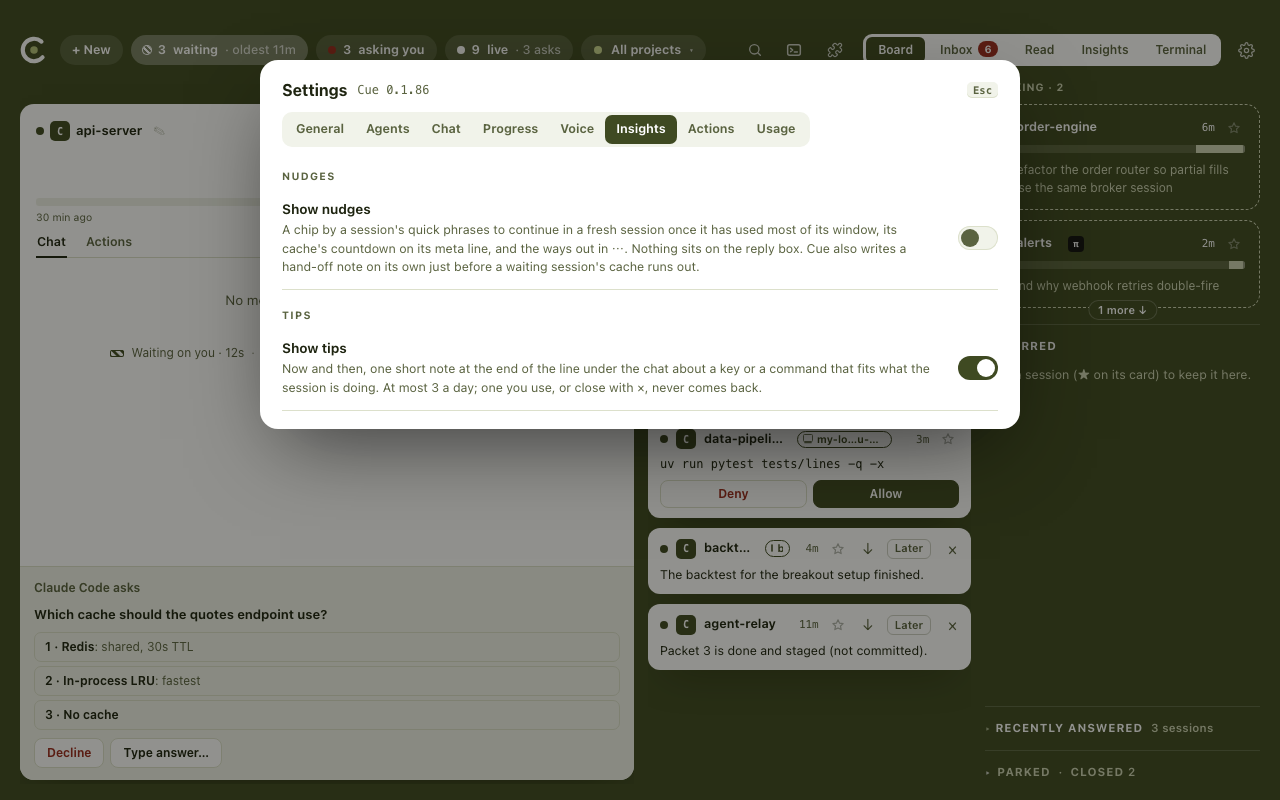 + New
3 waiting · oldest 11m
3 asking you
9 live · 3 asks
All projects
Board
Inbox 6
Read
Insights
Terminal
Settings Cue 0.1.86
Esc
General
Agents
Chat
Progress
Voice
Insights
Actions
Usage
NUDGES
Show nudges
A chip by a session's quick phrases to continue in a fresh session once it has used most of its window, its
cache's countdown on its meta line, and the ways out in ···. Nothing sits on the reply box. Cue also writes a
hand-off note on its own just before a waiting session's cache runs out.
TIPS
Show tips
Now and then, one short note at the end of the line under the chat about a key or a command that fits what the
session is doing. At most 3 a day; one you use, or close with ×, never comes back.
C api-server
30 min ago
Chat
Actions
Waiting on you · 12s ·
Claude Code asks
Which cache should the quotes endpoint use?
1 · Redis: shared, 30s TTL
2 · In-process LRU: fastest
3 · No cache
Decline
Type answer...
C data-pipeli... my-lo...u-... 3m
uv run pytest tests/lines -q -x
Deny
Allow
C backt... 4m
Later
The backtest for the breakout setup finished.
C agent-relay 11m
Later
Packet 3 is done and staged (not committed).
· 2
order-engine 6m
refactor the order router so partial fills
the same broker session
alerts π 2m
why webhook retries double-fire
1 more ↓
session (★ on its card) to keep it here.
RECENTLY ANSWERED 3 sessions
PARKED · CLOSED 2